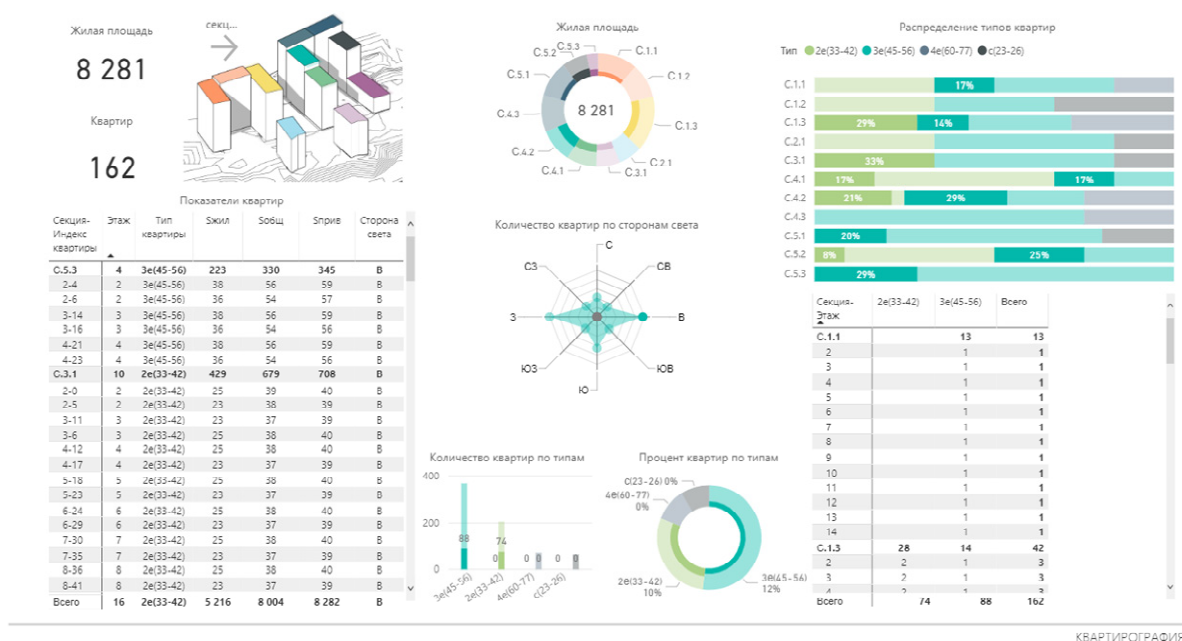 Жилая площадь
8 281
Квартир
162
секц...
Жилая площадь
С.5.3
С.1.1
С.5.2
С.5.1
С.1.2
8 281
С.4.3
С.1.3
С.4.2
С.2.1
С.4.1
С.3.1
Распределение типов квартир
Тип 2е(33-42) 3е(45-56) 4е(60-77) с(23-26)
С.1.1 17%
С.1.2
С.1.3 29% 14%
С.2.1
С.3.1 33%
С.4.1 17% 17%
С.4.2 21% 29%
С.4.3
С.5.1 20%
С.5.2 8% 25%
С.5.3 29%
Показатели квартир
Секция- Этаж Тип Sжил Sобщ Sприв Сторона
Индекс квартиры света
квартиры
С.5.3 4 3е(45-56) 223 330 345 В
2-4 2 3е(45-56) 38 56 59 В
2-6 2 3е(45-56) 36 54 57 В
3-14 3 3е(45-56) 38 56 59 В
3-16 3 3е(45-56) 36 54 56 В
4-21 4 3е(45-56) 38 56 59 В
4-23 4 3е(45-56) 36 54 56 В
С.3.1 10 2е(33-42) 429 679 708 В
2-0 2 2е(33-42) 25 39 40 В
2-5 2 2е(33-42) 23 38 39 В
3-11 3 2е(33-42) 23 37 39 В
3-6 3 2е(33-42) 25 38 40 В
4-12 4 2е(33-42) 25 38 40 В
4-17 4 2е(33-42) 23 37 39 В
5-18 5 2е(33-42) 25 38 40 В
5-23 5 2е(33-42) 23 37 39 В
6-24 6 2е(33-42) 25 38 40 В
6-29 6 2е(33-42) 23 37 39 В
7-30 7 2е(33-42) 25 38 40 В
7-35 7 2е(33-42) 23 37 39 В
8-36 8 2е(33-42) 25 38 40 В
8-41 8 2е(33-42) 23 37 39 В
Всего 16 2е(33-42) 5 216 8 004 8 282 В
Количество квартир по сторонам света
С
СЗ СВ
З В
ЮЗ ЮВ
Ю
Количество квартир по типам
400
200
0
88 74 0 0 0 0
3е(45-56) 2е(33-42) 4е(60-77) с(23-26)
Процент квартир по типам
с(23-26) 0%
4е(60-77)
0%
2е(33-42)
10%
3е(45-56)
12%
Секция- 2е(33-42) 3е(45-56) Всего
Этаж
С.1.1 13 13
2 1 1
3 1 1
4 1 1
5 1 1
6 1 1
7 1 1
8 1 1
9 1 1
10 1 1
11 1 1
12 1 1
13 1 1
14 1 1
С.1.3 28 14 42
2 2 1 3
3 2 1 3
4 2 1 3
Всего 74 88 162
КВАРТИРОГРАФИЯ